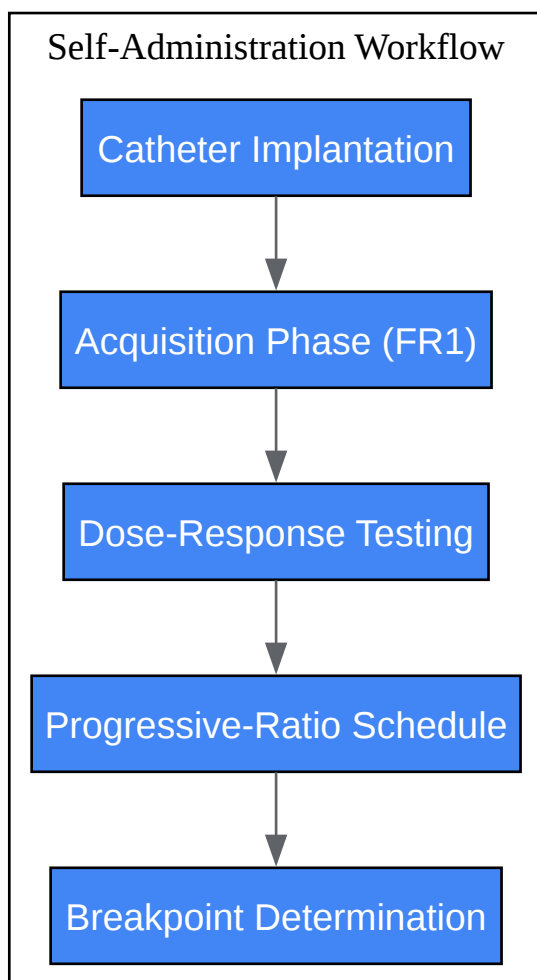 Self-Administration Workflow
Catheter Implantation
Acquisition Phase (FR1)
Dose-Response Testing
Progressive-Ratio Schedule
Breakpoint Determination